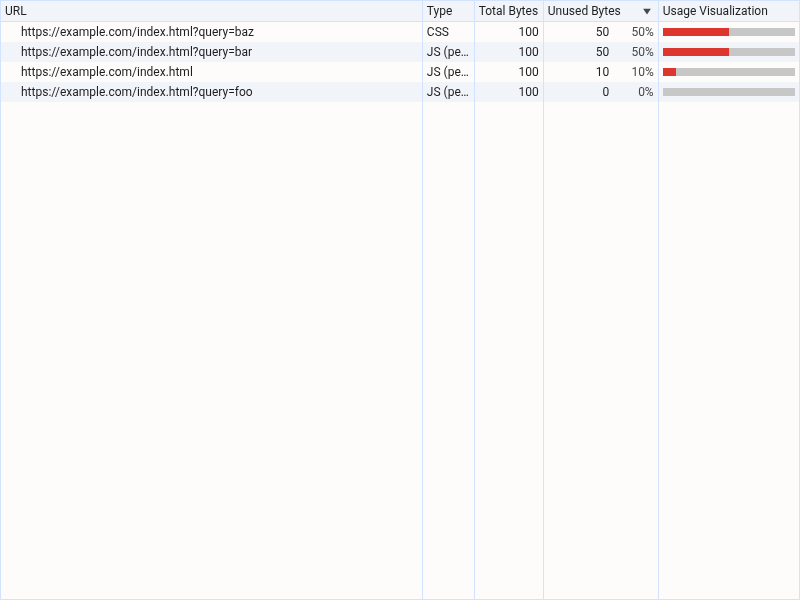 URL Type Total Bytes Unused Bytes Usage Visualization
https://example.com/index.html?query=baz CSS 100 50 50%
https://example.com/index.html?query=bar JS (pe… 100 50 50%
https://example.com/index.html JS (pe… 100 10 10%
https://example.com/index.html?query=foo JS (pe… 100 0 0%